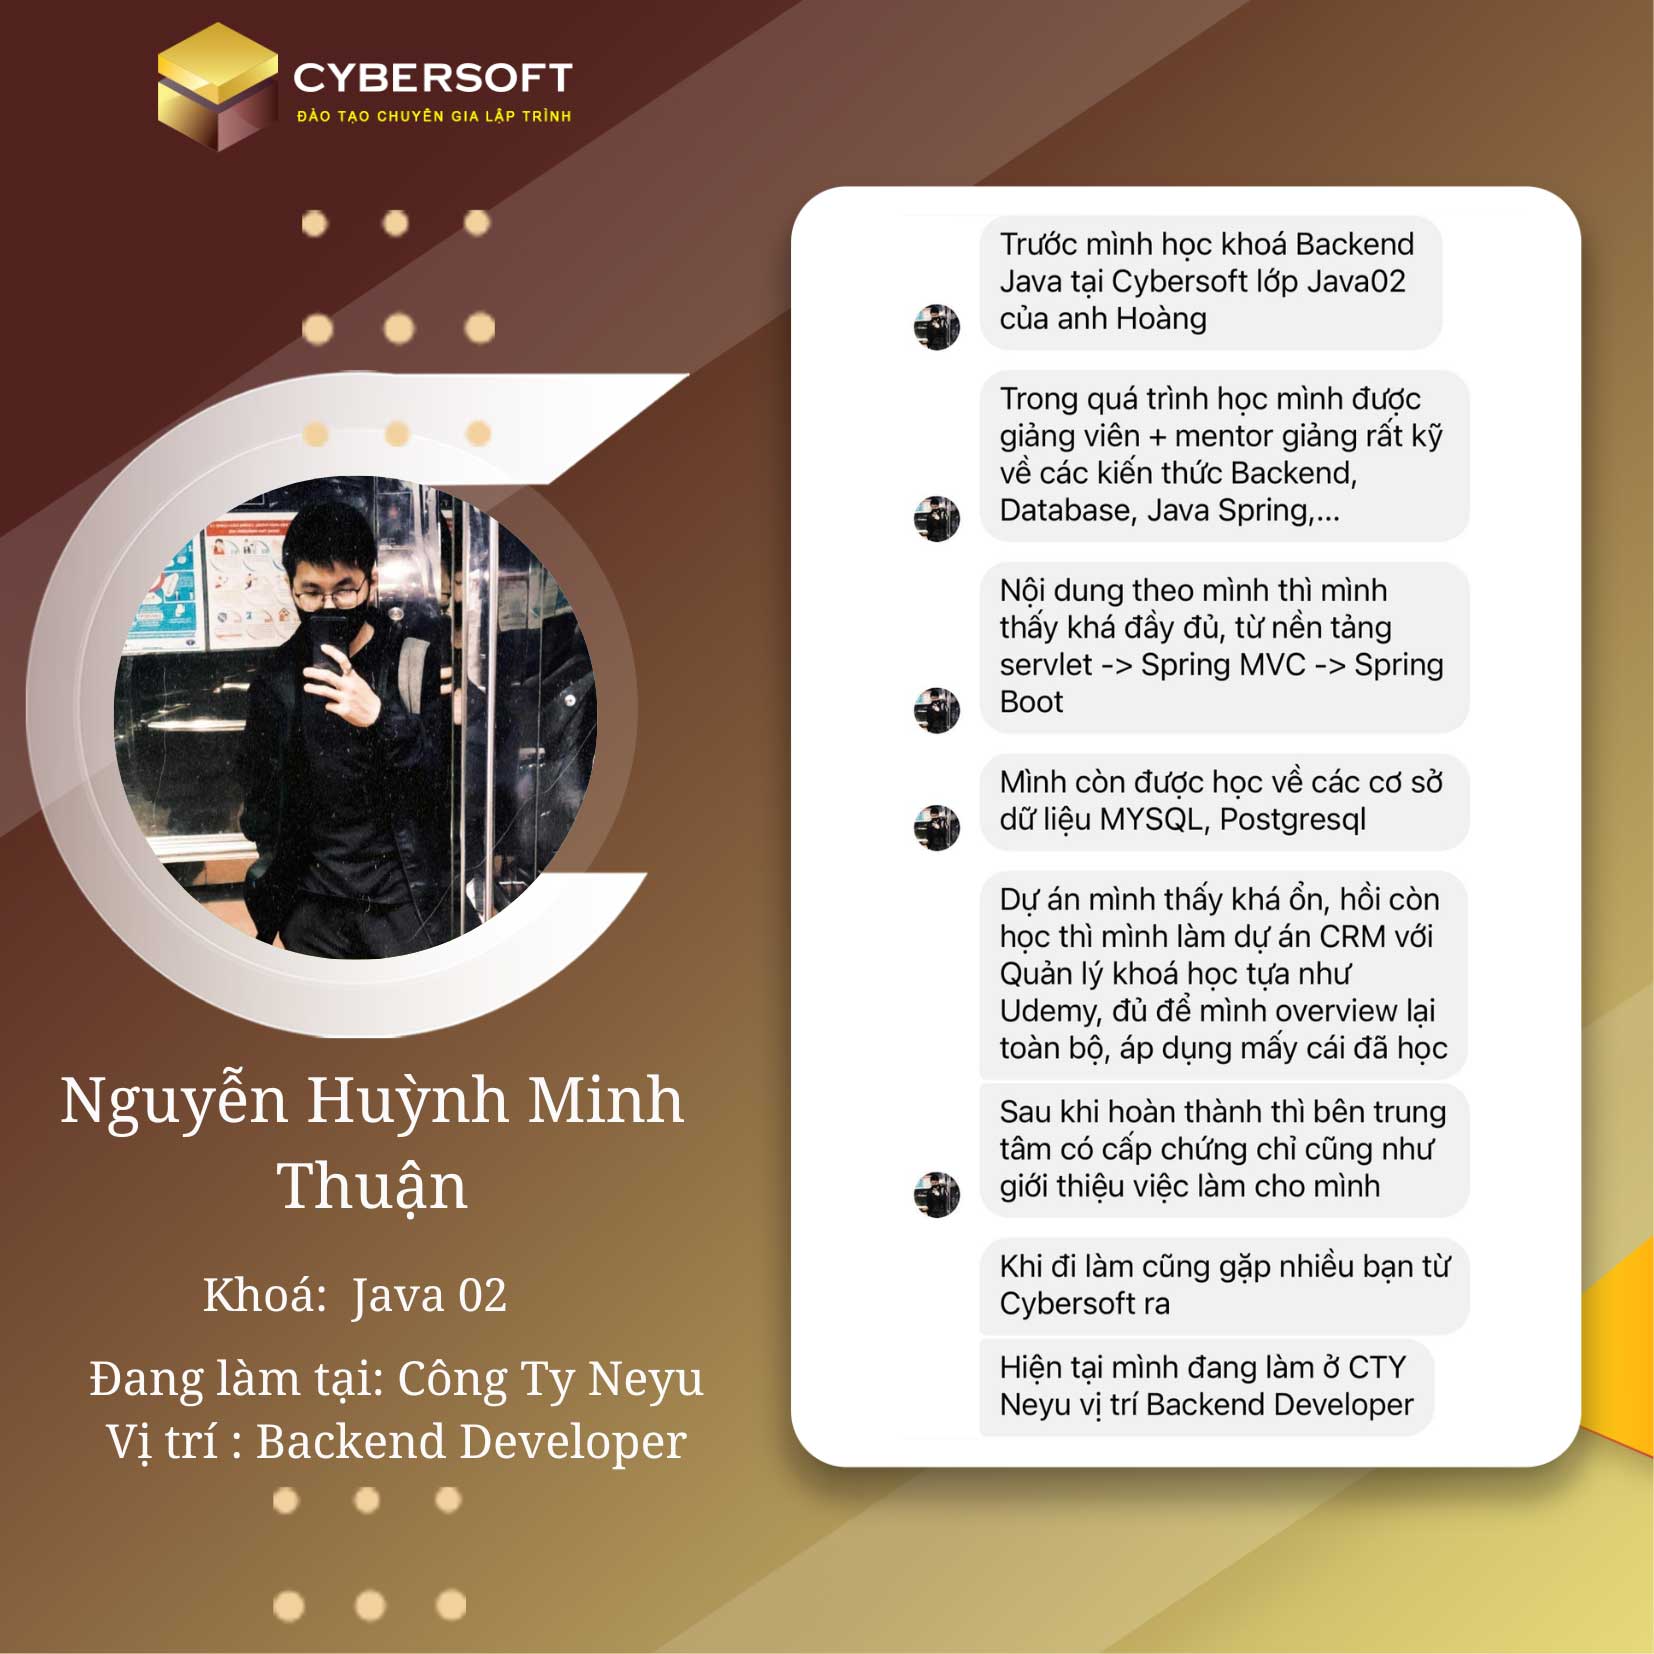 CYBERSOFT
ĐÀO TẠO CHUYÊN GIA LẬP TRÌNH
Nguyễn Huỳnh Minh
Thuận
Khoá: Java 02
Đang làm tại: Công Ty Neyu
Vị trí : Backend Developer
Trước mình học khoá Backend
Java tại Cybersoft lớp Java02
của anh Hoàng
Trong quá trình học mình được
giảng viên + mentor giảng rất kỹ
về các kiến thức Backend,
Database, Java Spring,...
Nội dung theo mình thì mình
thấy khá đầy đủ, từ nền tảng
servlet -> Spring MVC -> Spring
Boot
Mình còn được học về các cơ sở
dữ liệu MYSQL, Postgresql
Dự án mình thấy khá ổn, hồi còn
học thì mình làm dự án CRM với
Quản lý khoá học tựa như
Udemy, đủ để mình overview lại
toàn bộ, áp dụng mấy cái đã học
Sau khi hoàn thành thì bên trung
tâm có cấp chứng chỉ cũng như
giới thiệu việc làm cho mình
Khi đi làm cũng gặp nhiều bạn từ
Cybersoft ra
Hiện tại mình đang làm ở CTY
Neyu vị trí Backend Developer